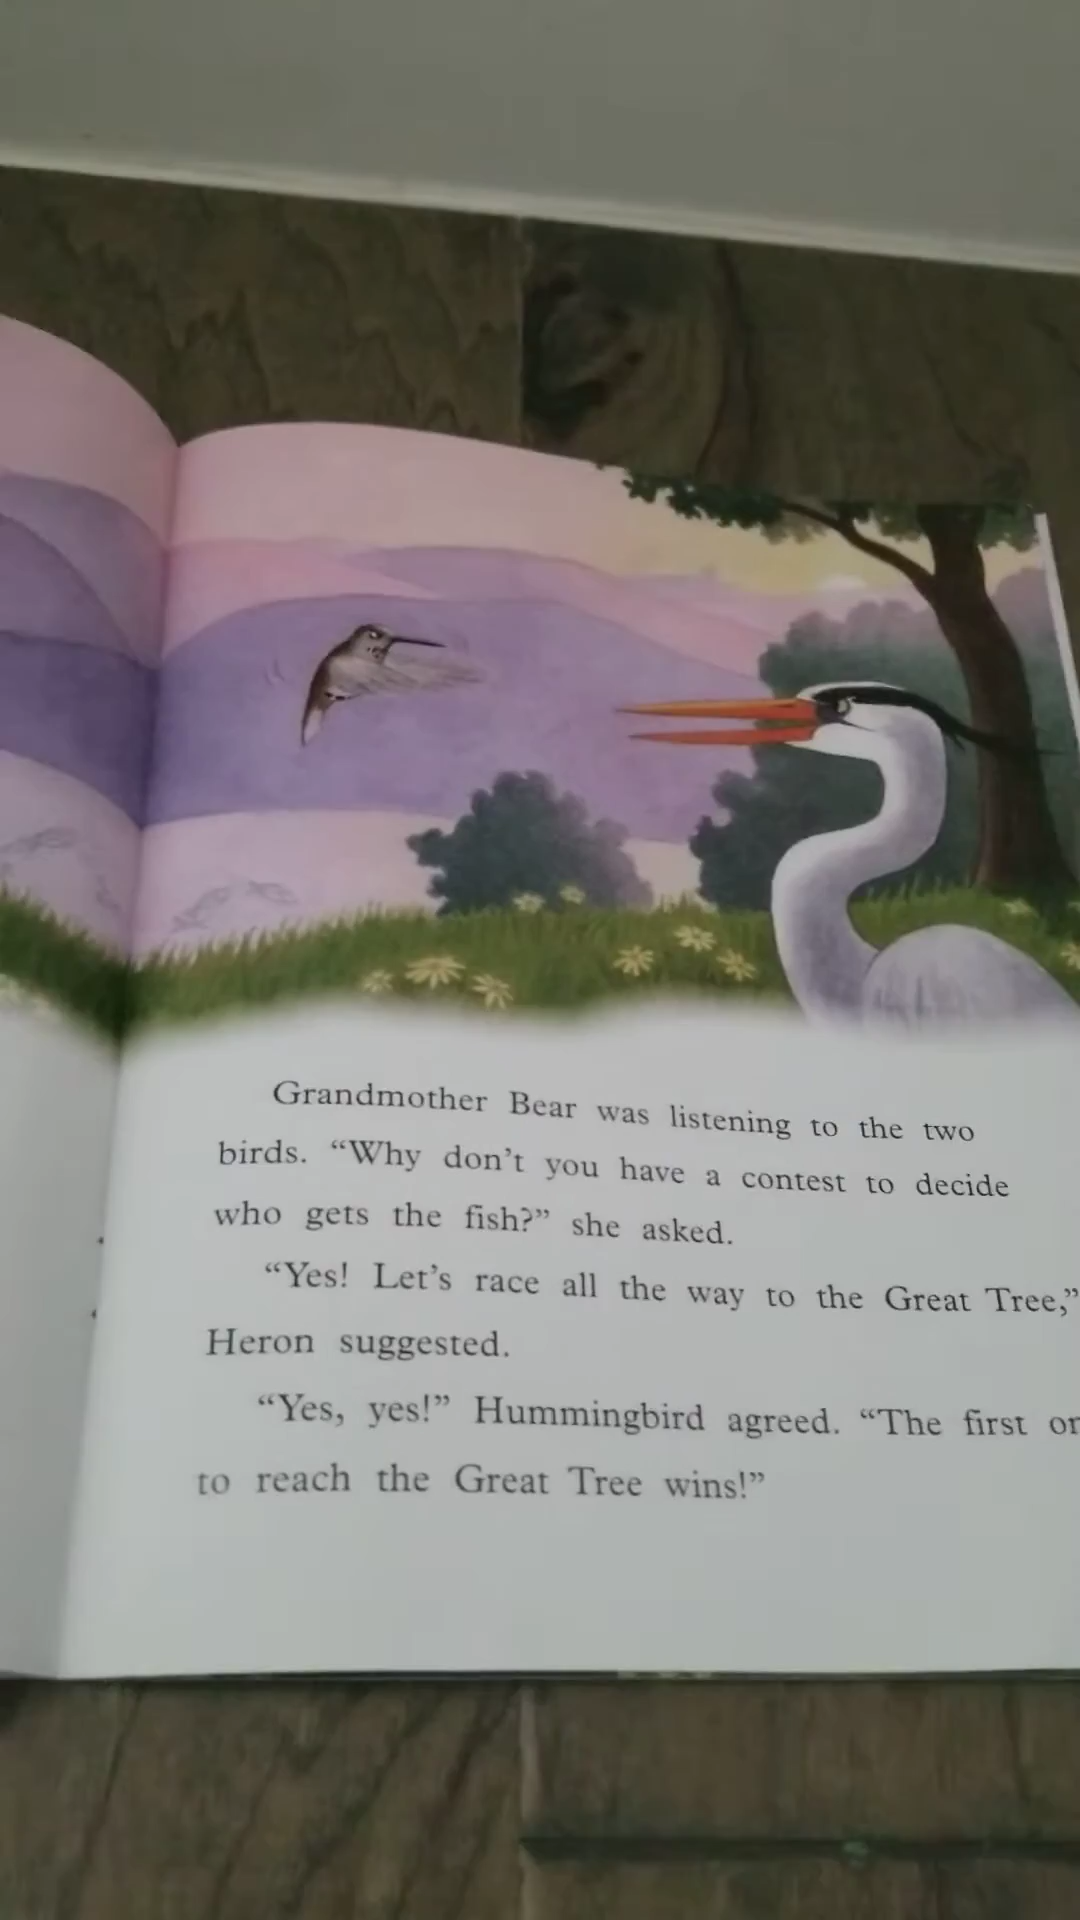 Grandmother Bear was listening to the two
birds. “Why don’t you have a contest to decide
who gets the fish?” she asked.
“Yes! Let’s race all the way to the Great Tree,”
Heron suggested.
“Yes, yes!” Hummingbird agreed. “The first
to reach the Great Tree wins!”